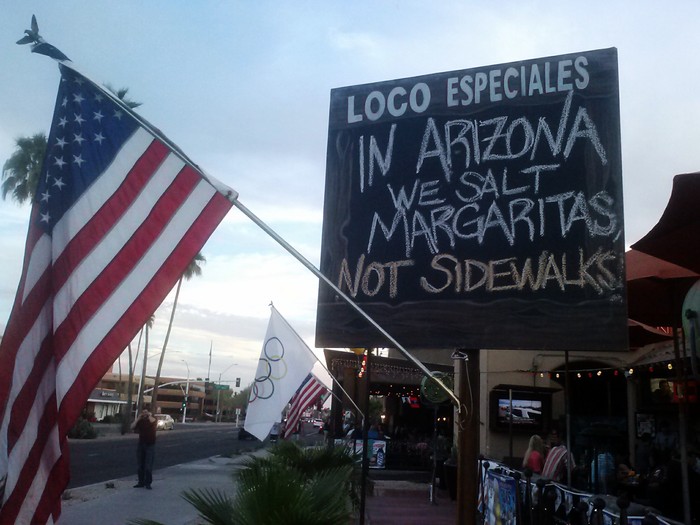 LOCO ESPECIALES
IN ARIZONA
WE SALT
MARGARITAS,
NOT SIDEWALKS